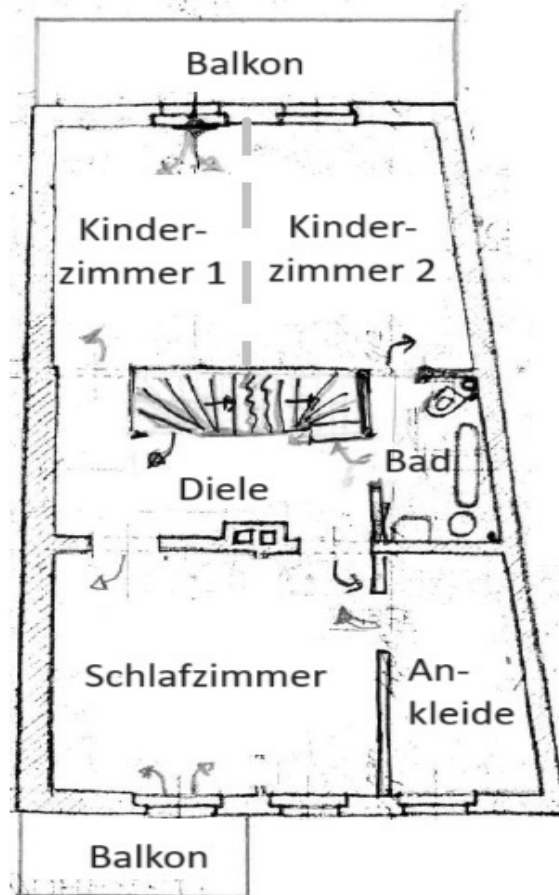 Balkon
Kinder-
zimmer 1
Kinder-
zimmer 2
Bad
Diele
Schlafzimmer
An-
kleide
Balkon